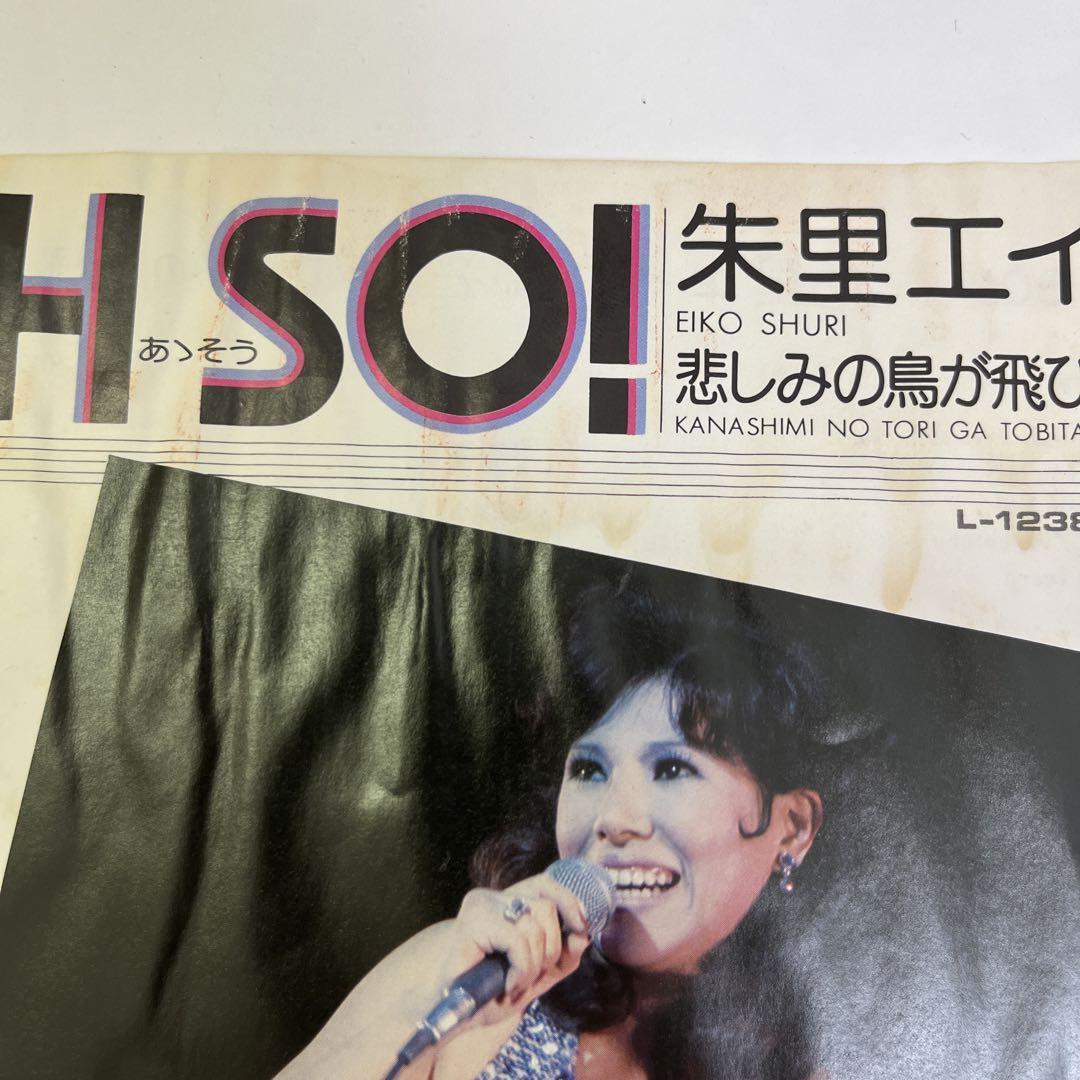 H SO!
あゝそう
朱里エイ
EIKO SHURI
悲しみの鳥が飛び
KANASHIMI NO TORI GA TOBITA
L-1238